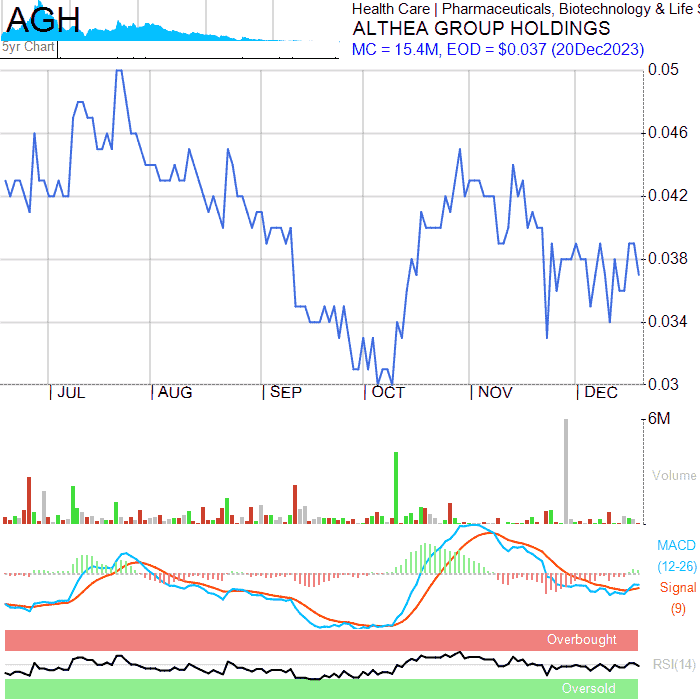 AGH
5yr Chart
Health Care | Pharmaceuticals, Biotechnology & Life S
ALTHEA GROUP HOLDINGS
MC = 15.4M, EOD = $0.037 (20Dec2023)
0.05
0.046
0.042
0.038
0.034
0.03
JUL
AUG
SEP
OCT
NOV
DEC
6M
Volume
MACD
(12-26)
Signal
(9)
Overbought
RSI(14)
Oversold